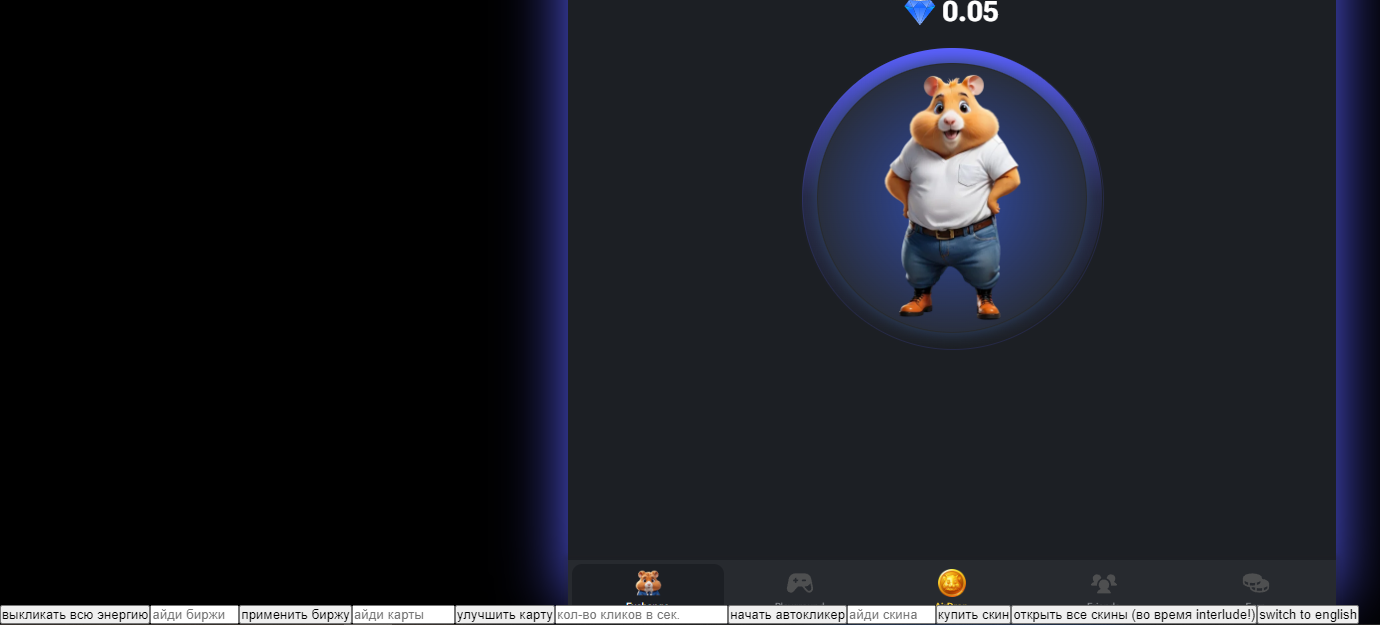 0.05
выкликать всю энергию айди биржи применить биржу айди карты улучшить карту кол-во кликов в сек. начать автокликер айди скина купить скин открыть все скины (во время interlude!) switch to english